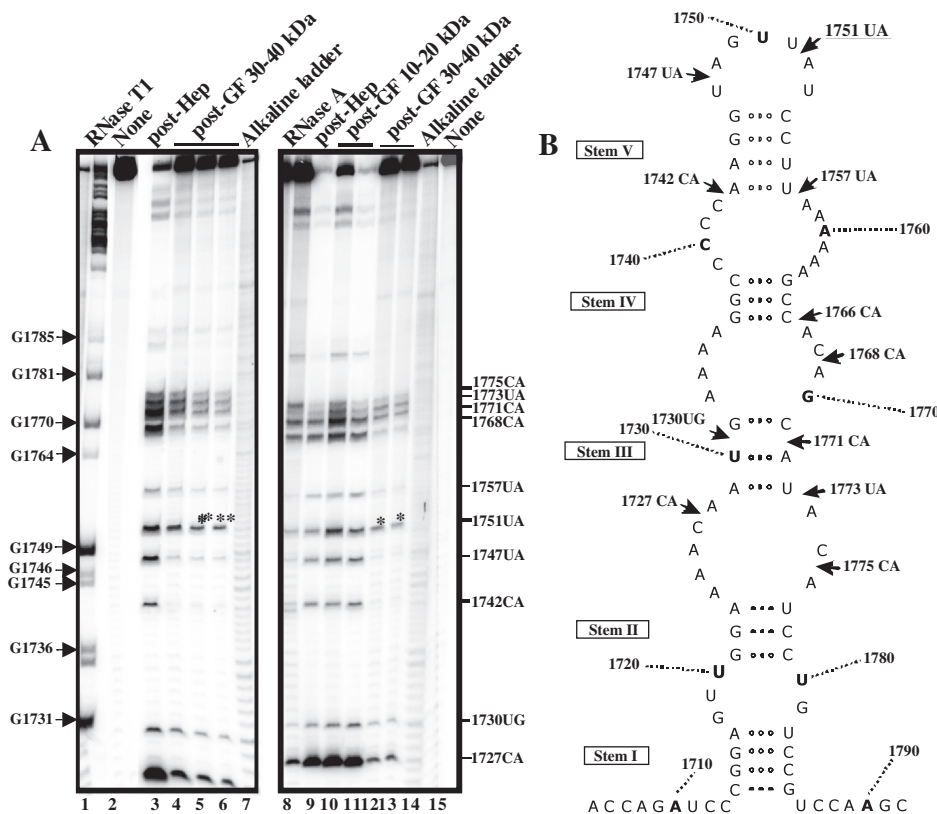 A
RNase T1
None
post-Hep
post-GF 30-40 kDa
Alkaline ladder
RNase A
post-Hep
post-GF 10-20 kDa
post-GF 30-40 kDa
Alkaline ladder
None
G1785
G1781
G1770
G1764
G1749
G1746
G1745
G1736
G1731
** **
* *
1775CA
1773UA
1771CA
1768CA
1757UA
1751UA
1747UA
1742CA
1730UG
1727CA
1 2 3 4 5 6 7
8 9 10 11 12 13 14 15
B
1750
G U U
1751 UA
1747 UA
A A
U U
G C
G C
Stem V
A U
1742 CA
A U
1757 UA
C A
C A
C A
1760
1740
C A
C A
G G
Stem IV
G C
G C
1766 CA
A A
A C
1768 CA
A A
A G
1770
G C
1730UG
1730
U A
1771 CA
Stem III
A U
1773 UA
1727 CA
A A
C C
A A
1775 CA
A
A
A U
Stem II
G C
G C
1720
U U
1780
U G
G
A U
G C
Stem I
G C
C G
1710
1790
A C C A G A U C C
U C C A A G C